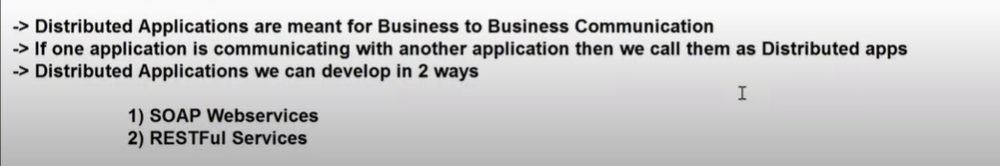 -> Distributed Applications are meant for Business to Business Communication
-> If one application is communicating with another application then we call them as Distributed apps
-> Distributed Applications we can develop in 2 ways
1) SOAP Webservices
2) RESTFul Services